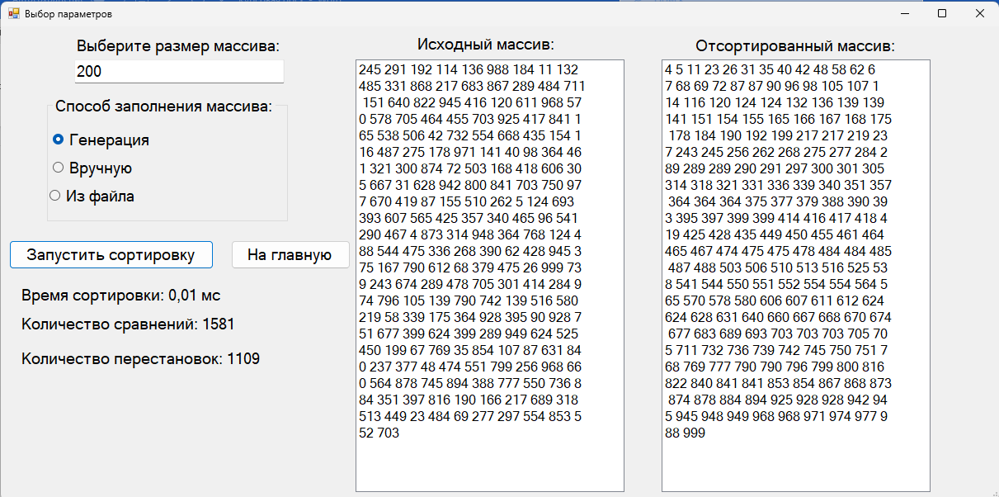 Выбор параметров
Выберите размер массива:
200
Способ заполнения массива:
Генерация
Вручную
Из файла
Запустить сортировку
На главную
Время сортировки: 0,01 мс
Количество сравнений: 1581
Количество перестановок: 1109
Исходный массив:
245 291 192 114 136 988 184 11 132
485 331 868 217 683 867 289 484 711
151 640 822 945 416 120 611 968 57
0 578 705 464 455 703 925 417 841 1
65 538 506 42 732 554 668 435 154 1
16 487 275 178 971 141 40 98 364 46
1 321 300 874 72 503 168 418 606 30
5 667 31 628 942 800 841 703 750 97
7 670 419 87 155 510 262 5 124 693
393 607 565 425 357 340 465 96 541
290 467 4 873 314 948 364 768 124 4
88 544 475 336 268 390 62 428 945 3
75 167 790 612 68 379 475 26 999 73
9 243 674 289 478 705 301 414 284 9
74 796 105 139 790 742 139 516 580
219 58 339 175 364 928 395 90 928 7
51 677 399 624 399 289 949 624 525
450 199 67 769 35 854 107 87 631 84
0 237 377 48 474 551 799 256 968 66
0 564 878 745 894 388 777 550 736 8
84 351 397 816 190 166 217 689 318
513 449 23 484 69 277 297 554 853 5
52 703
Отсортированный массив:
4 5 11 23 26 31 35 40 42 48 58 62 6
7 68 69 72 87 87 90 96 98 105 107 1
14 116 120 124 124 132 136 139 139
141 151 154 155 165 166 167 168 175
178 184 190 192 199 217 217 219 23
7 243 245 256 262 268 275 277 284 2
89 289 289 290 291 297 300 301 305
314 318 321 331 336 339 340 351 357
364 364 364 375 377 379 388 390 39
3 395 397 399 399 414 416 417 418 4
19 425 428 435 449 450 455 461 464
465 467 474 475 475 478 484 484 485
487 488 503 506 510 513 516 525 53
8 541 544 550 551 552 554 554 564 5
65 570 578 580 606 607 611 612 624
624 628 631 640 660 667 668 670 674
677 683 689 693 703 703 703 705 70
5 711 732 736 739 742 745 750 751 7
68 769 777 790 790 796 799 800 816
822 840 841 841 853 854 867 868 873
874 878 884 894 925 928 928 942 94
5 945 948 949 968 968 971 974 977 9
88 999